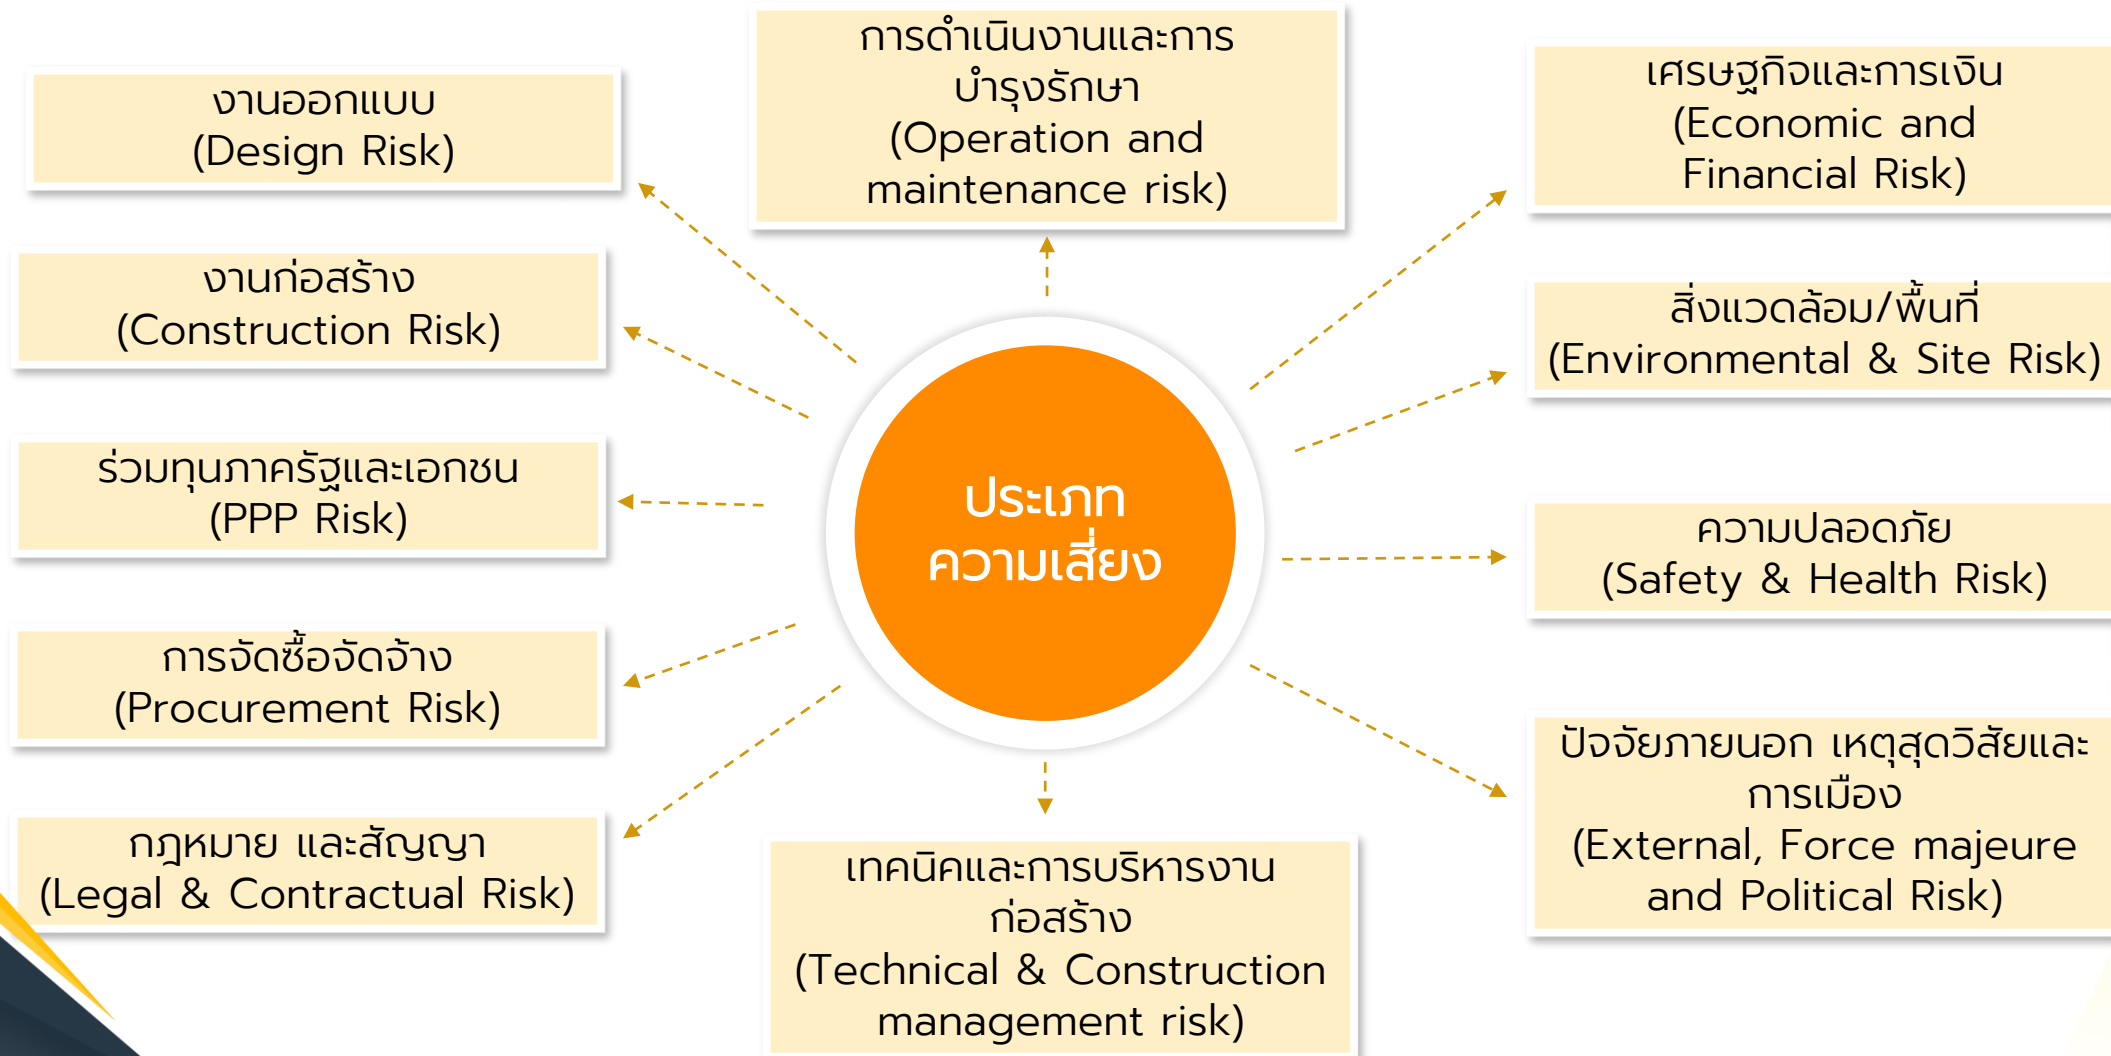 งานออกแบบ
(Design Risk)
งานก่อสร้าง
(Construction Risk)
ร่วมทุนภาครัฐและเอกชน
(PPP Risk)
การจัดซื้อจัดจ้าง
(Procurement Risk)
กฎหมาย และสัญญา
(Legal & Contractual Risk)
การดำเนินงานและการ
บำรุงรักษา
(Operation and
maintenance risk)
ประเภท
ความเสี่ยง
เทคนิคและการบริหารงาน
ก่อสร้าง
(Technical & Construction
management risk)
เศรษฐกิจและการเงิน
(Economic and
Financial Risk)
สิ่งแวดล้อม/พื้นที่
(Environmental & Site Risk)
ความปลอดภัย
(Safety & Health Risk)
ปัจจัยภายนอก เหตุสุดวิสัยและ
การเมือง
(External, Force majeure
and Political Risk)